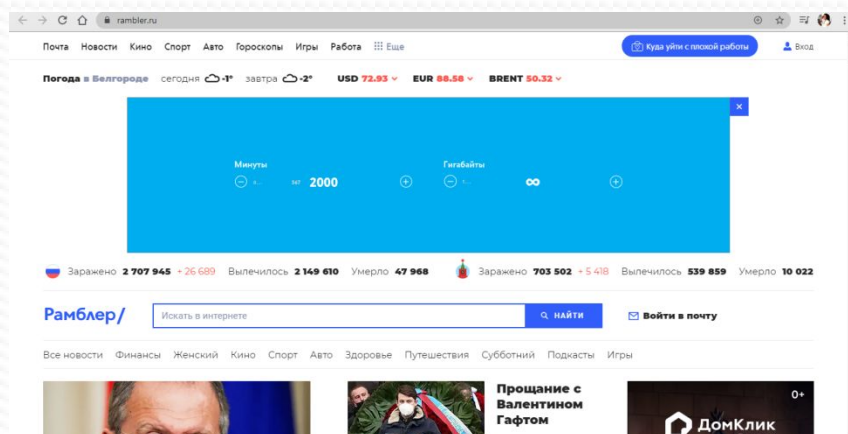 rambler.ru
Почта Новости Кино Спорт Авто Гороскопы Игры Работа Еще Куда уйти с плохой работы Вход
Погода в Белгороде сегодня -1° завтра -2° USD 72.93 EUR 88.58 BRENT 50.32
Минуты Гигабайты
2000 ∞
Заражено 2 707 945 + 26 689 Вылечилось 2 149 610 Умерло 47 968 Заражено 703 502 + 5 418 Вылечилось 539 859 Умерло 10 022
Рамблер/ Искать в интернете НАЙТИ Войти в почту
Все новости Финансы Женский Кино Спорт Авто Здоровье Путешествия Субботний Подкасты Игры
Прощание с
Валентином
Гафтом
0+
ДомКлик